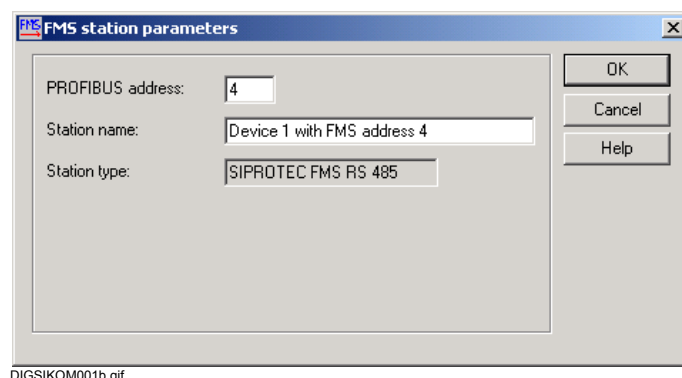 FMS FMS station parameters
OK
PROFIBUS address: 4
Cancel
Station name: Device 1 with FMS address 4
Help
Station type: SIPROTEC FMS RS 485
DIGSIKOM001b.gif